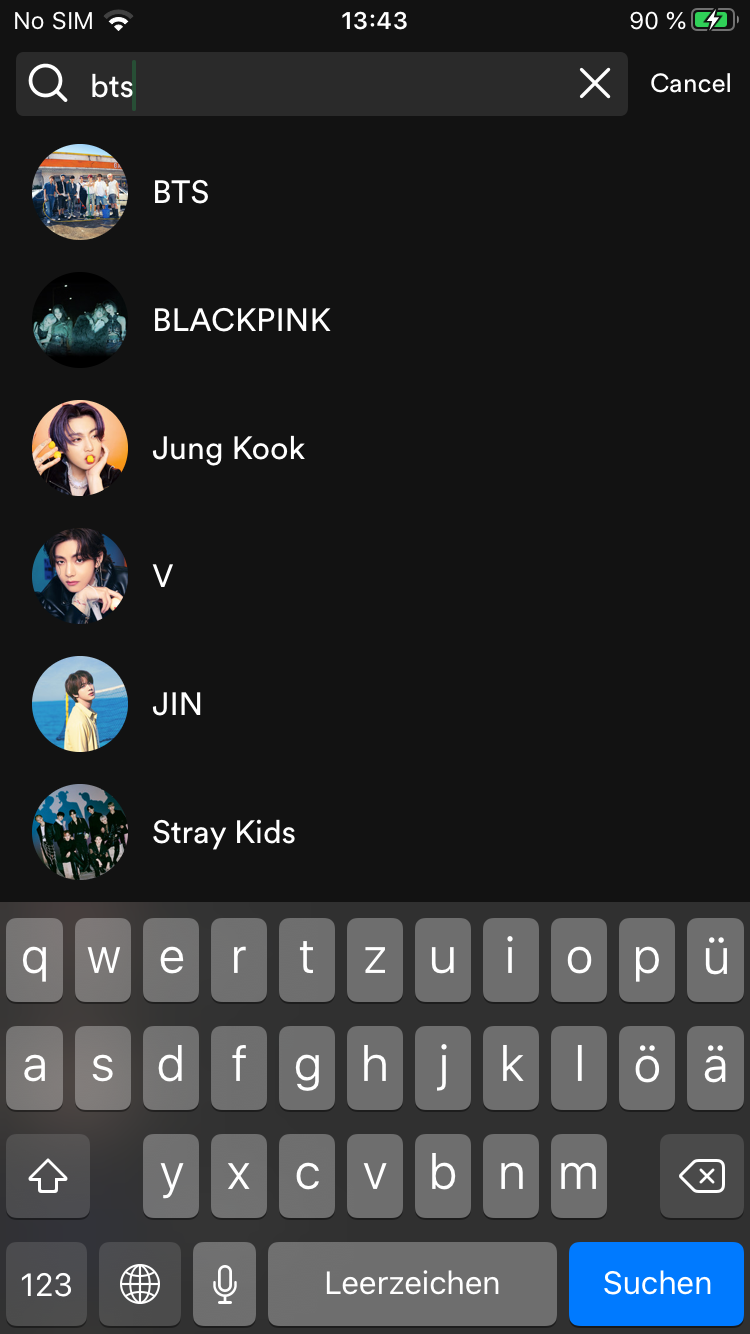 No SIM 13:43 90 %
bts Cancel
BTS
BLACKPINK
Jung Kook
V
JIN
Stray Kids
q w e r t z u i o p ü
a s d f g h j k l ö ä
y x c v b n m
123 Leerzeichen Suchen